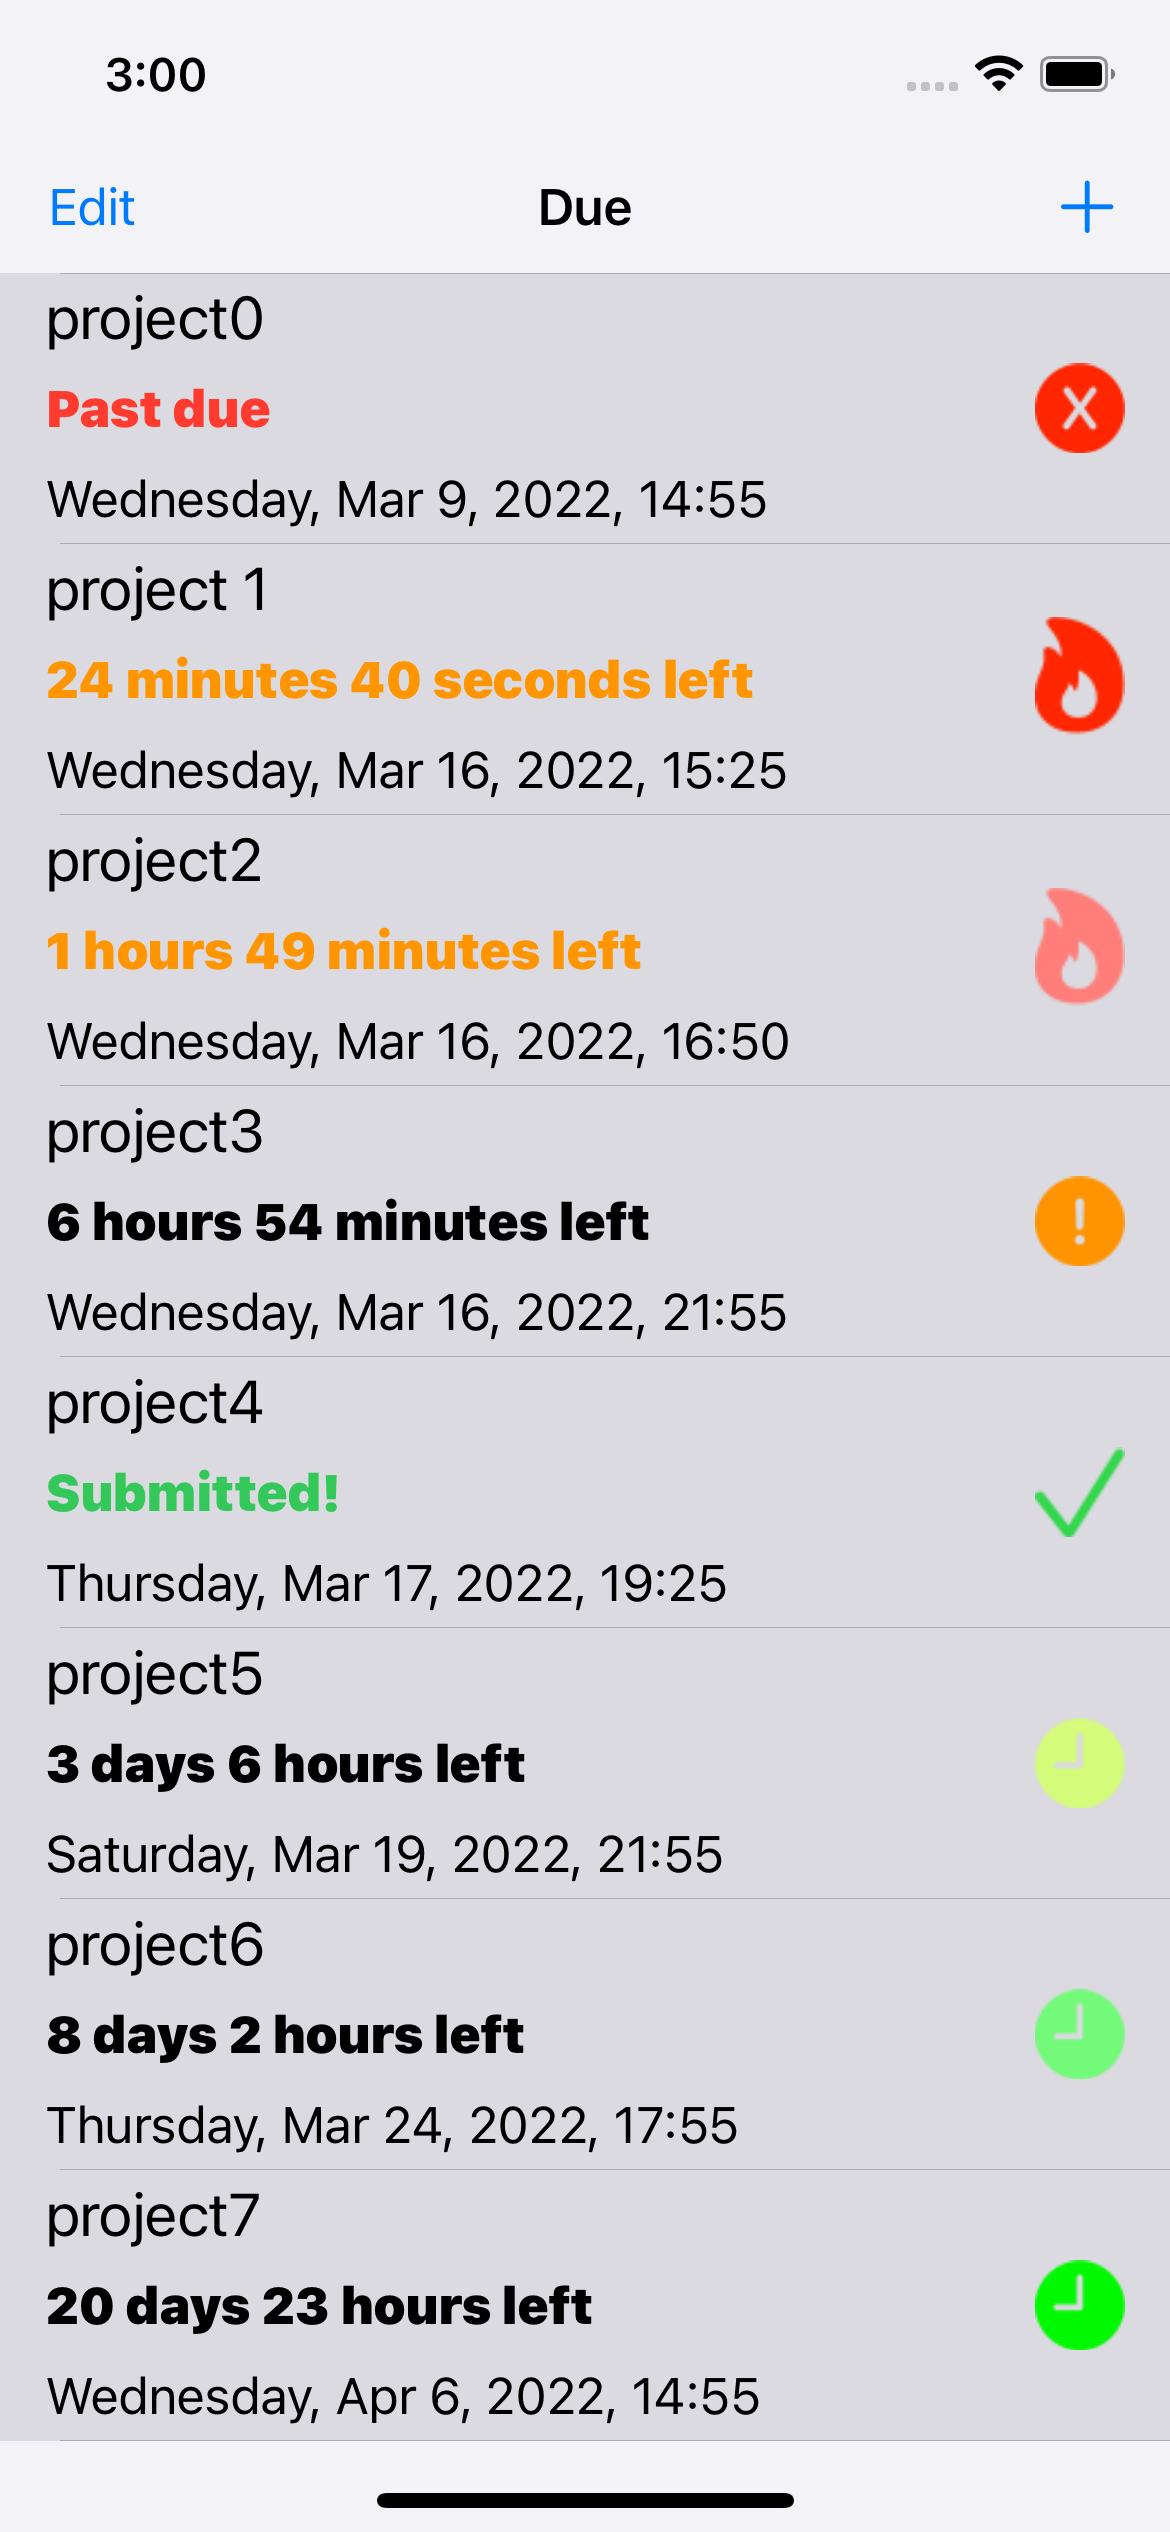 3:00
Edit
Due
project0
Past due
Wednesday, Mar 9, 2022, 14:55
project 1
24 minutes 40 seconds left
Wednesday, Mar 16, 2022, 15:25
project2
1 hours 49 minutes left
Wednesday, Mar 16, 2022, 16:50
project3
6 hours 54 minutes left
Wednesday, Mar 16, 2022, 21:55
project4
Submitted!
Thursday, Mar 17, 2022, 19:25
project5
3 days 6 hours left
Saturday, Mar 19, 2022, 21:55
project6
8 days 2 hours left
Thursday, Mar 24, 2022, 17:55
project7
20 days 23 hours left
Wednesday, Apr 6, 2022, 14:55